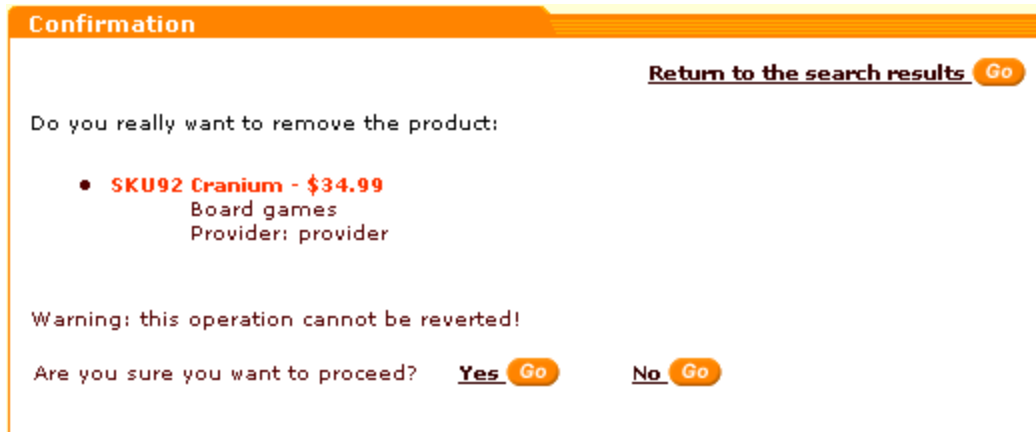 Confirmation
Return to the search results Go
Do you really want to remove the product:
• SKU92 Cranium - $34.99
Board games
Provider: provider
Warning: this operation cannot be reverted!
Are you sure you want to proceed? Yes Go No Go